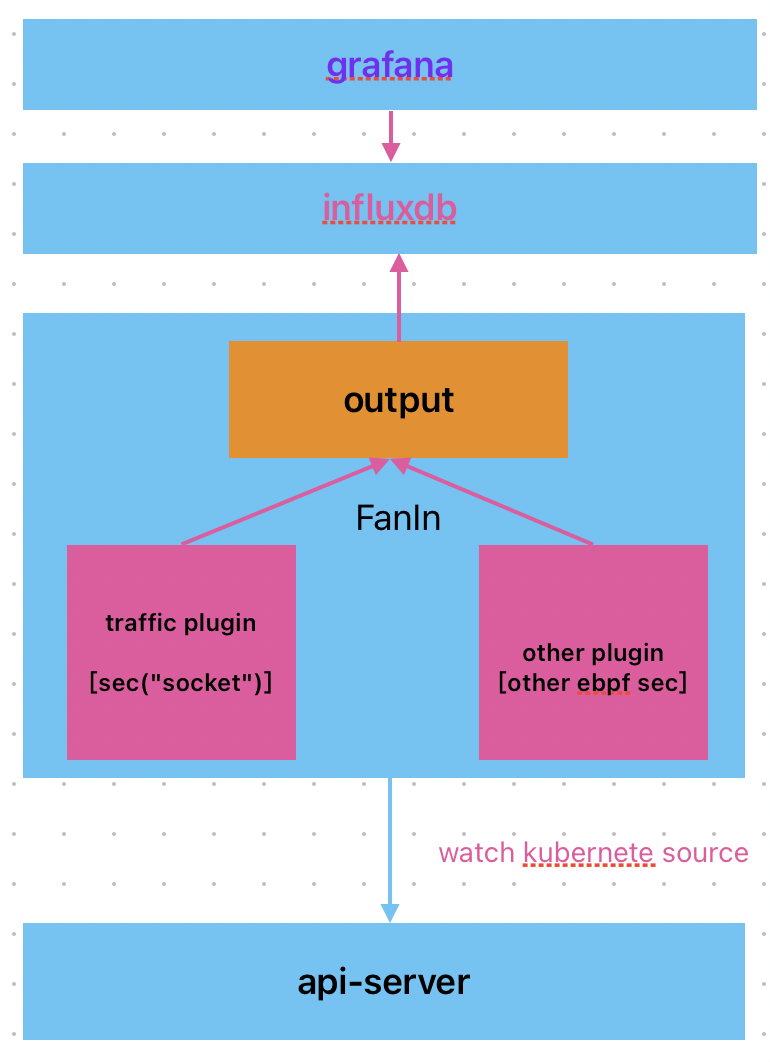 grafana
influxdb
output
FanIn
traffic plugin
[sec("socket")]
other plugin
[other ebpf sec]
watch kubernete source
api-server